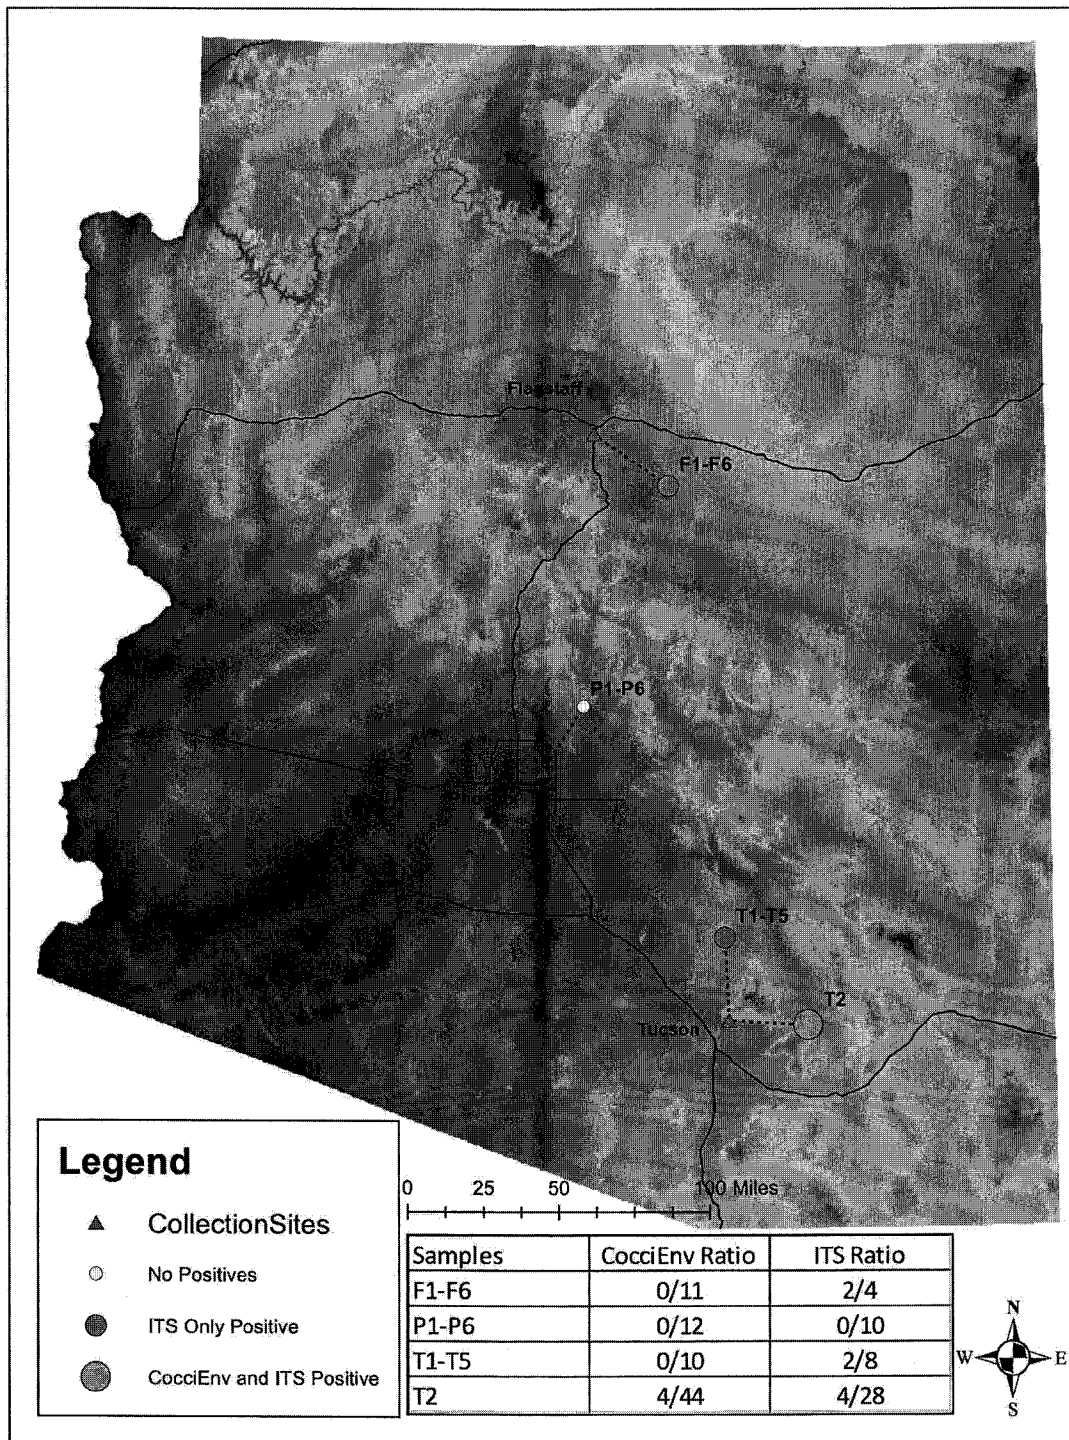 Flagstaff
F1-F6
P1-P6
T1-T5
T2
Tucson
Legend
CollectionSites
No Positives
ITS Only Positive
CocciEnv and ITS Positive
0 25 50 100 Miles
Samples CocciEnv Ratio ITS Ratio
F1-F6 0/11 2/4
P1-P6 0/12 0/10
T1-T5 0/10 2/8
T2 4/44 4/28
N
W E
S